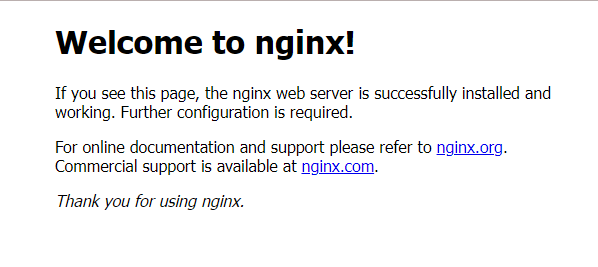 Welcome to nginx!
If you see this page, the nginx web server is successfully installed and
working. Further configuration is required.
For online documentation and support please refer to nginx.org.
Commercial support is available at nginx.com.
Thank you for using nginx.